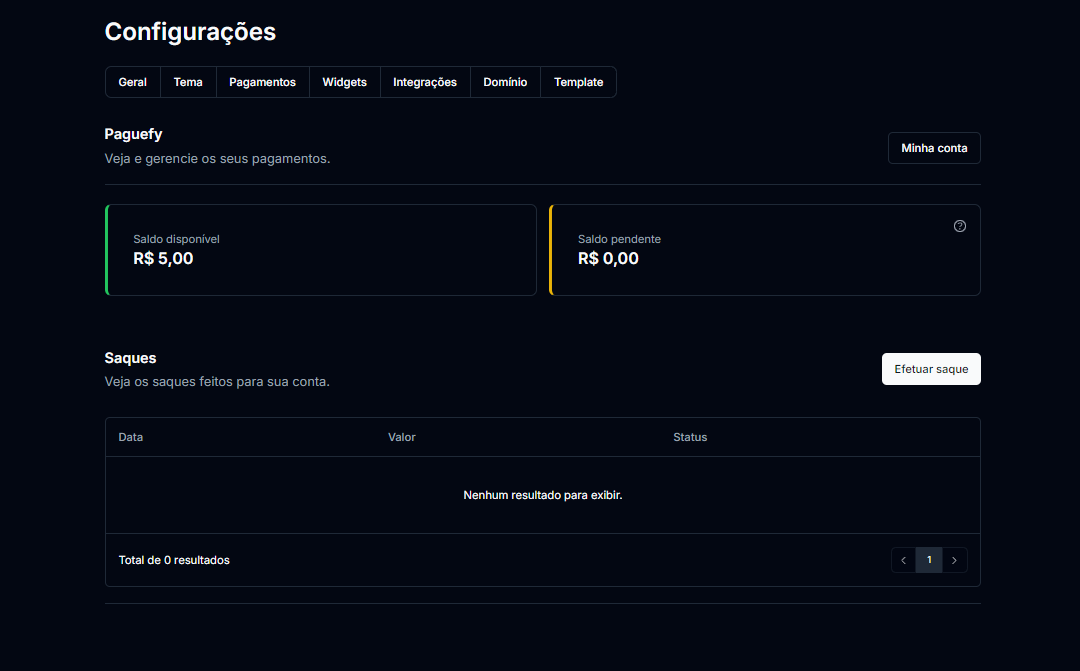 Configurações
Geral Tema Pagamentos Widgets Integrações Domínio Template
Paguefy
Veja e gerencie os seus pagamentos.
Minha conta
Saldo disponível
R$ 5,00
Saldo pendente
R$ 0,00
Saques
Veja os saques feitos para sua conta.
Efetuar saque
Data Valor Status
Nenhum resultado para exibir.
Total de 0 resultados
1